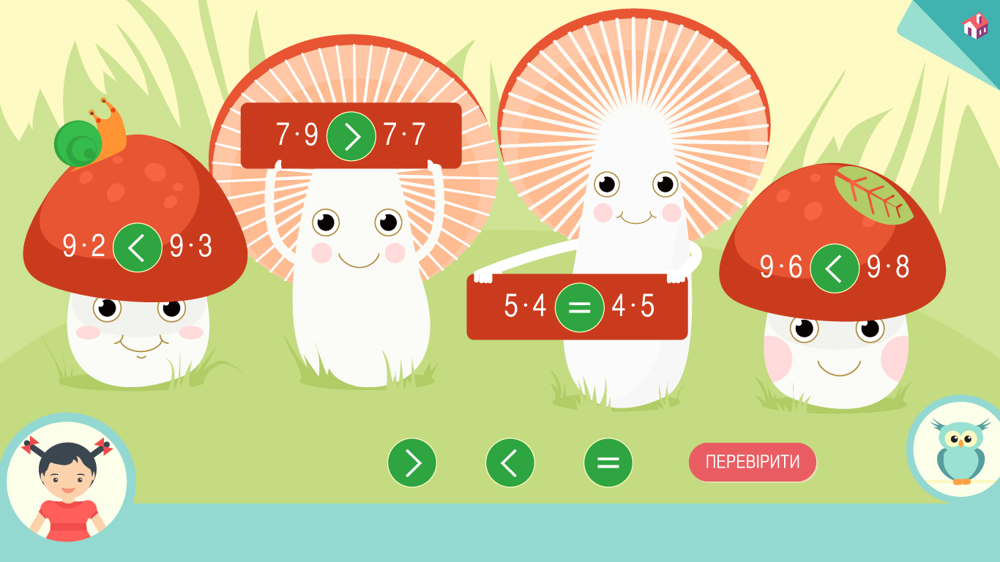 7·9 > 7·7
9·2 < 9·3
5·4 = 4·5
9·6 < 9·8
> < = ПЕРЕВІРИТИ